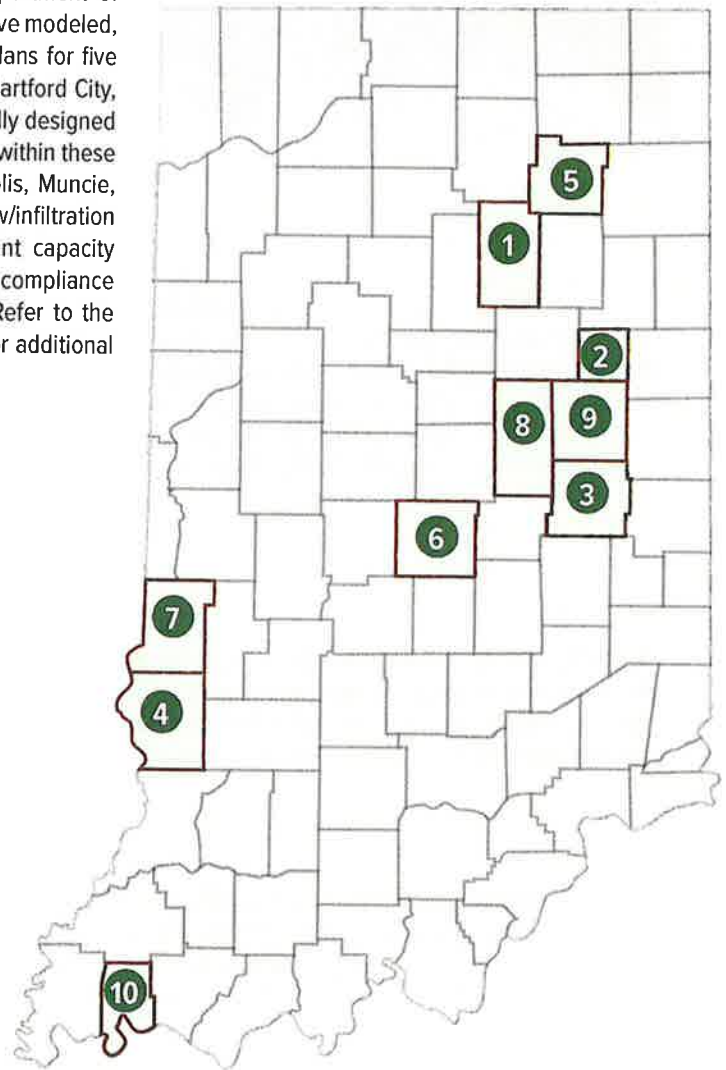 ve modeled,
lans for five
artford City,
lly designed
within these
lis, Muncie,
w/infiltration
nt capacity
compliance
Refer to the
r additional
5
1
2
8
9
3
6
7
4
10